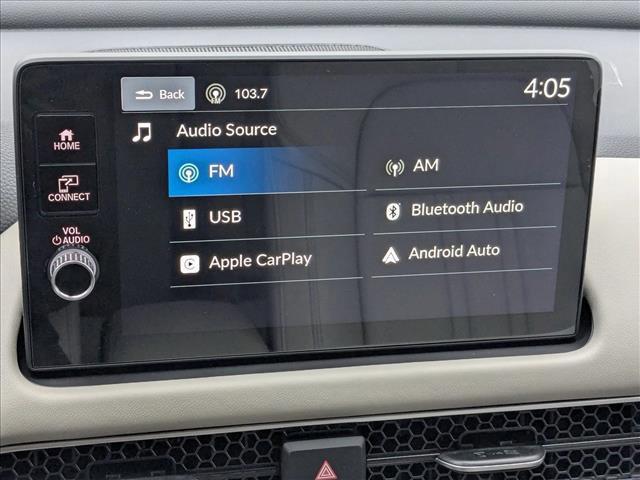 Back 103.7 4:05
Audio Source
HOME
FM AM
CONNECT
USB Bluetooth Audio
VOL
AUDIO
Apple CarPlay Android Auto